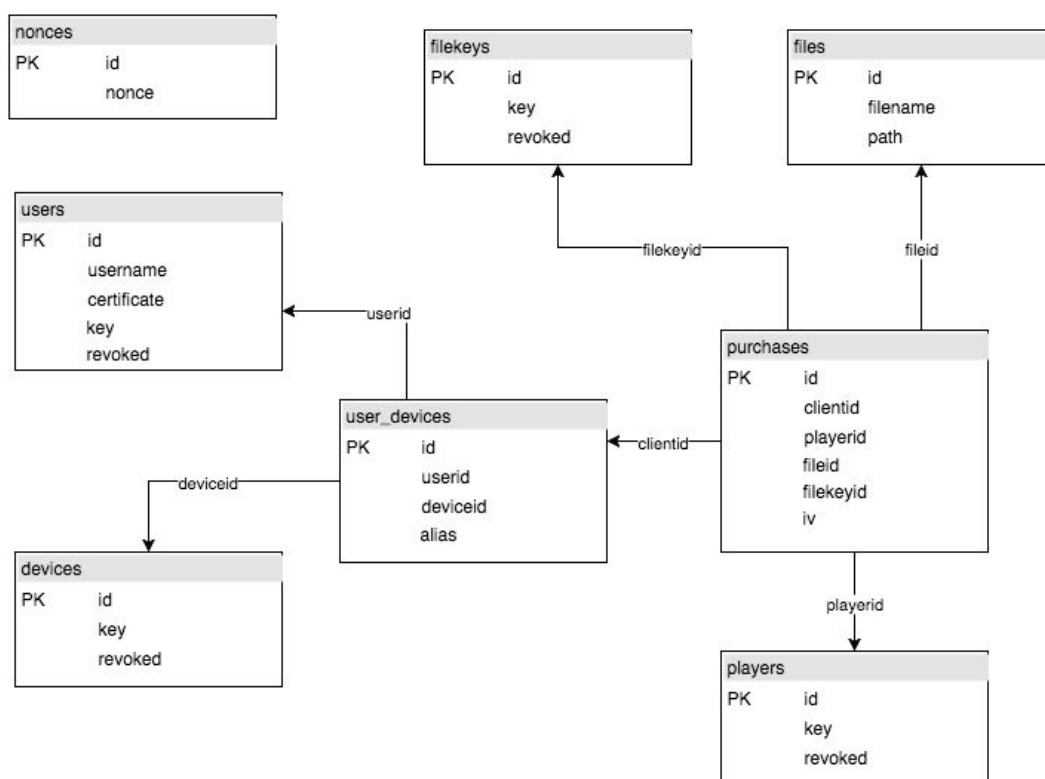 nonces
PK id
nonce
filekeys
PK id
key
revoked
files
PK id
filename
path
users
PK id
username
certificate
key
revoked
filekeyid
fileid
userid
purchases
PK id
clientid
playerid
fileid
filekeyid
iv
user_devices
PK id
userid
deviceid
alias
clientid
deviceid
devices
PK id
key
revoked
playerid
players
PK id
key
revoked